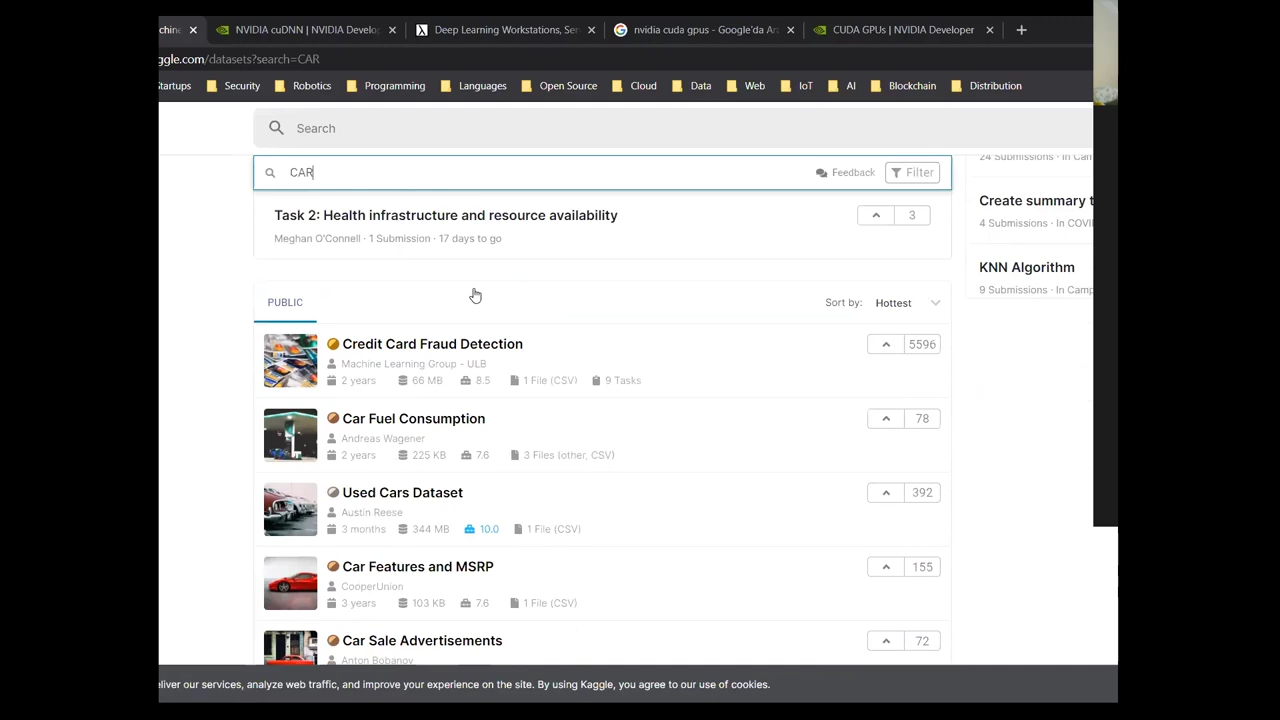 chine
NVIDIA cuDNN | NVIDIA Develo
Deep Learning Workstations, Ser
nvidia cuda gpus - Google'da Ara
CUDA GPUs | NVIDIA Developer
ggle.com/datasets?search=CAR
Startups Security Robotics Programming Languages Open Source Cloud Data Web IoT AI Blockchain Distribution
Search
CAR
Feedback
Filter
Task 2: Health infrastructure and resource availability
3
Meghan O'Connell · 1 Submission · 17 days to go
24 Submissions · In Cam
Create summary t
4 Submissions · In COVI
KNN Algorithm
9 Submissions · In Camp
PUBLIC
Sort by: Hottest
Credit Card Fraud Detection
5596
Machine Learning Group - ULB
2 years 66 MB 8.5 1 File (CSV) 9 Tasks
Car Fuel Consumption
78
Andreas Wagener
2 years 225 KB 7.6 3 Files (other, CSV)
Used Cars Dataset
392
Austin Reese
3 months 344 MB 10.0 1 File (CSV)
Car Features and MSRP
155
CooperUnion
3 years 103 KB 7.6 1 File (CSV)
Car Sale Advertisements
72
Anton Bobanov
eliver our services, analyze web traffic, and improve your experience on the site. By using Kaggle, you agree to our use of cookies.